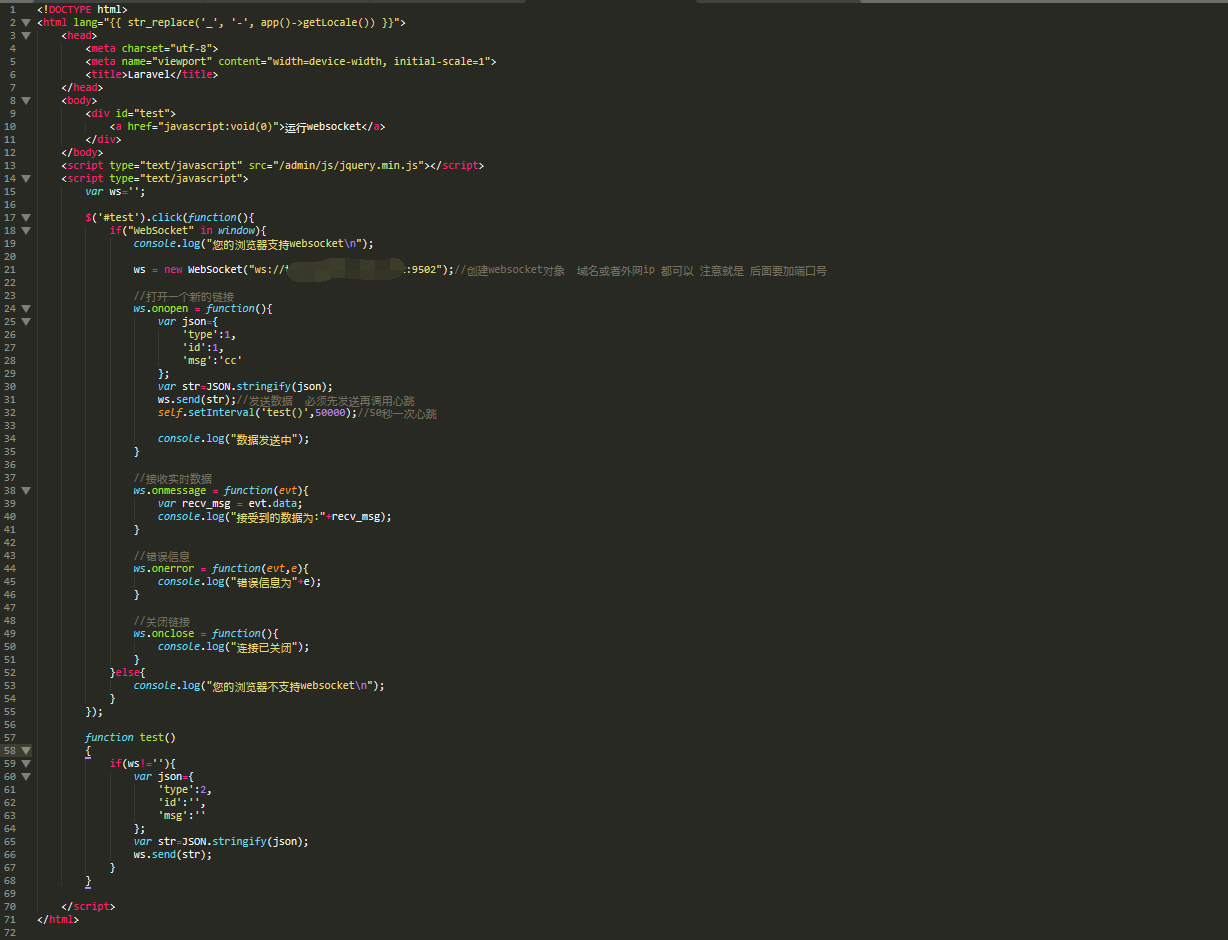 1 <!DOCTYPE html>
2 <html lang="{{ str_replace('_', '-', app()->getLocale()) }}">
3 <head>
4 <meta charset="utf-8">
5 <meta name="viewport" content="width=device-width, initial-scale=1">
6 <title>Laravel</title>
7 </head>
8 <body>
9 <div id="test">
10 <a href="javascript:void(0)">运行websocket</a>
11 </div>
12 </body>
13 <script type="text/javascript" src="/admin/js/jquery.min.js"></script>
14 <script type="text/javascript">
15 var ws='';
16
17 $('#test').click(function(){
18 if("WebSocket" in window){
19 console.log("您的浏览器支持websocket\n");
20
21 ws = new WebSocket("ws:// :9502");//创建websocket对象 域名或者外网ip 都可以 注意就是 后面要加端口号
22
23 //打开一个新的链接
24 ws.onopen = function(){
25 var json={
26 'type':1,
27 'id':1,
28 'msg':'cc'
29 };
30 var str=JSON.stringify(json);
31 ws.send(str);//发送数据 必须先发送再调用心跳
32 self.setInterval('test()',50000);//50秒一次心跳
33
34 console.log("数据发送中");
35 }
36
37 //接收实时数据
38 ws.onmessage = function(evt){
39 var recv_msg = evt.data;
40 console.log("接受到的数据为:"+recv_msg);
41 }
42
43 //错误信息
44 ws.onerror = function(evt,e){
45 console.log("错误信息为"+e);
46 }
47
48 //关闭链接
49 ws.onclose = function(){
50 console.log("连接已关闭");
51 }
52 }else{
53 console.log("您的浏览器不支持websocket\n");
54 }
55 });
56
57 function test()
58 {
59 if(ws!=''){
60 var json={
61 'type':2,
62 'id':'',
63 'msg':''
64 };
65 var str=JSON.stringify(json);
66 ws.send(str);
67 }
68 }
69
70 </script>
71 </html>
72